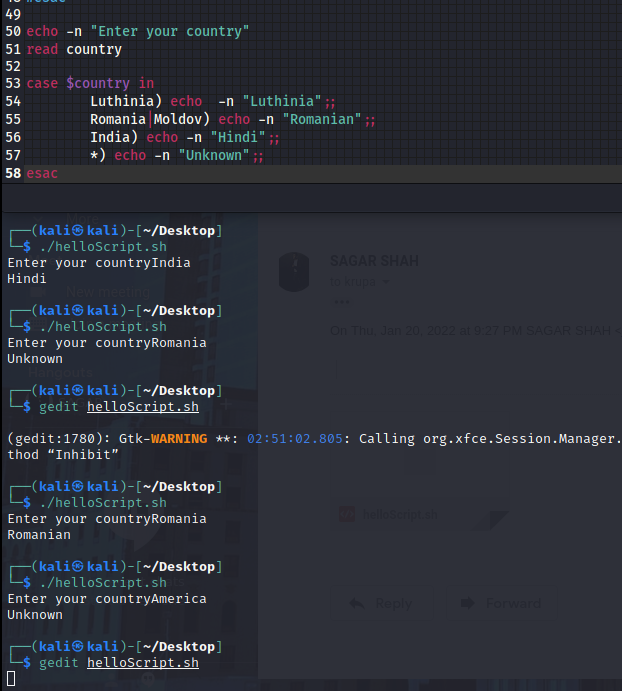 49
50 echo -n "Enter your country"
51 read country
52
53 case $country in
54 Luthinia) echo  -n "Luthinia";;
55 Romania|Moldov) echo -n "Romanian";;
56 India) echo -n "Hindi";;
57 *) echo -n "Unknown";;
58 esac
┌──(kali㉿kali)-[~/Desktop]
└─$ ./helloScript.sh
Enter your countryIndia
Hindi
┌──(kali㉿kali)-[~/Desktop]
└─$ ./helloScript.sh
Enter your countryRomania
Unknown
┌──(kali㉿kali)-[~/Desktop]
└─$ gedit helloScript.sh
(gedit:1780): Gtk-WARNING **: 02:51:02.805: Calling org.xfce.Session.Manager.
thod “Inhibit”
┌──(kali㉿kali)-[~/Desktop]
└─$ ./helloScript.sh
Enter your countryRomania
Romanian
┌──(kali㉿kali)-[~/Desktop]
└─$ ./helloScript.sh
Enter your countryAmerica
Unknown
┌──(kali㉿kali)-[~/Desktop]
└─$ gedit helloScript.sh
SAGAR SHAH
to krupa
On Thu, Jan 20, 2022 at 9:27 PM SAGAR SHAH
New meeting
Hangouts
helloScript.sh
Reply
Forward